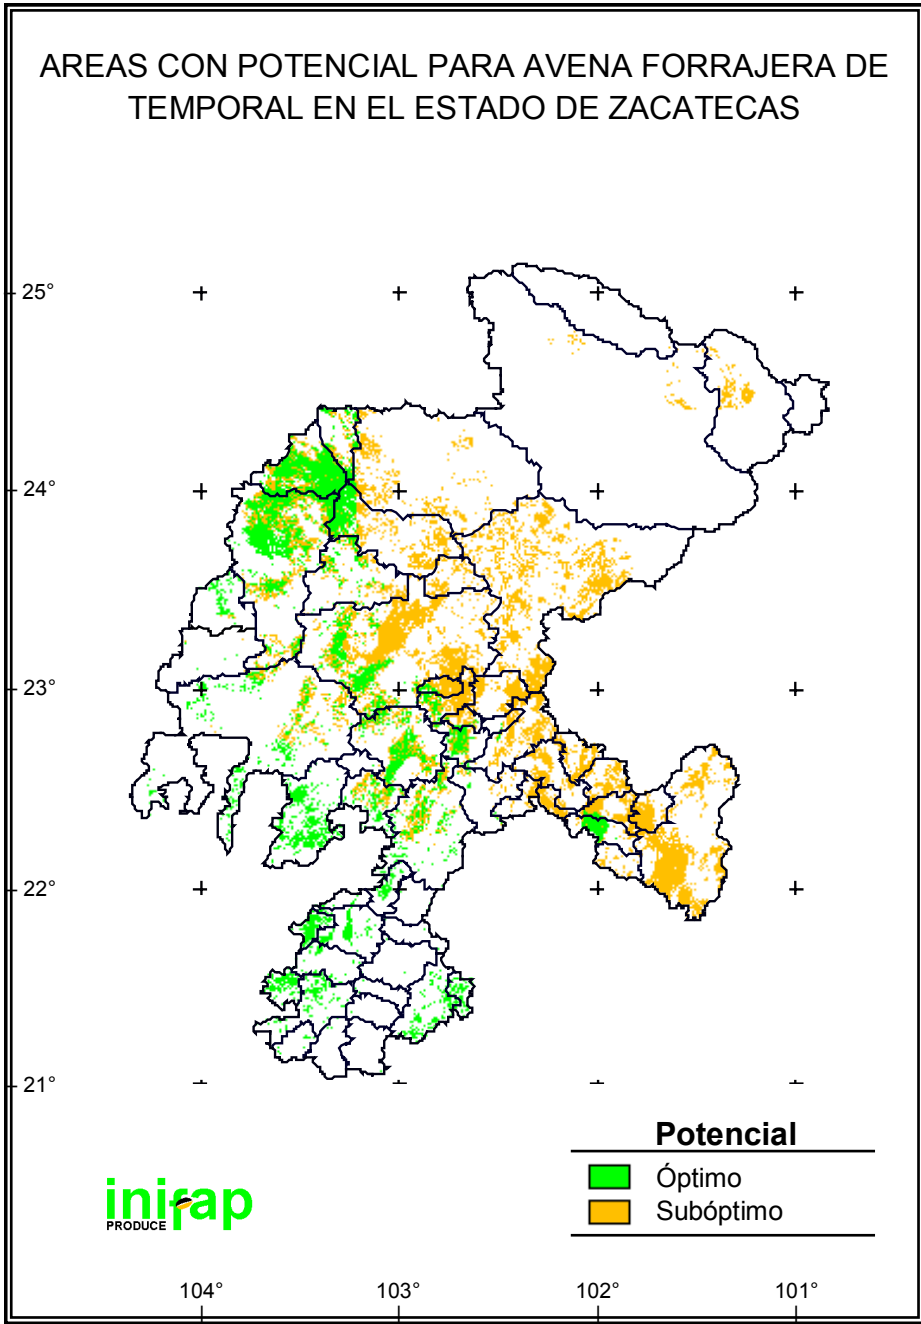 AREAS CON POTENCIAL PARA AVENA FORRAJERA DE
TEMPORAL EN EL ESTADO DE ZACATECAS
25°
24°
23°
22°
21°
Potencial
Óptimo
Subóptimo
inifap
PRODUCE
104°
103°
102°
101°